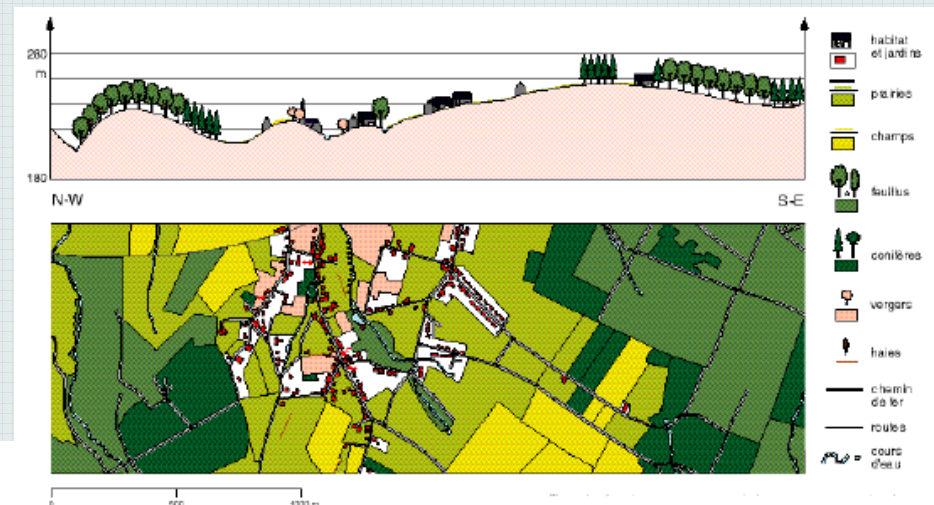 260
m
180
N-W
S-E
habitat
et jardins
prairies
champs
feuillus
conifères
vergers
haies
chemin
de fer
routes
cours
d'eau
0
500